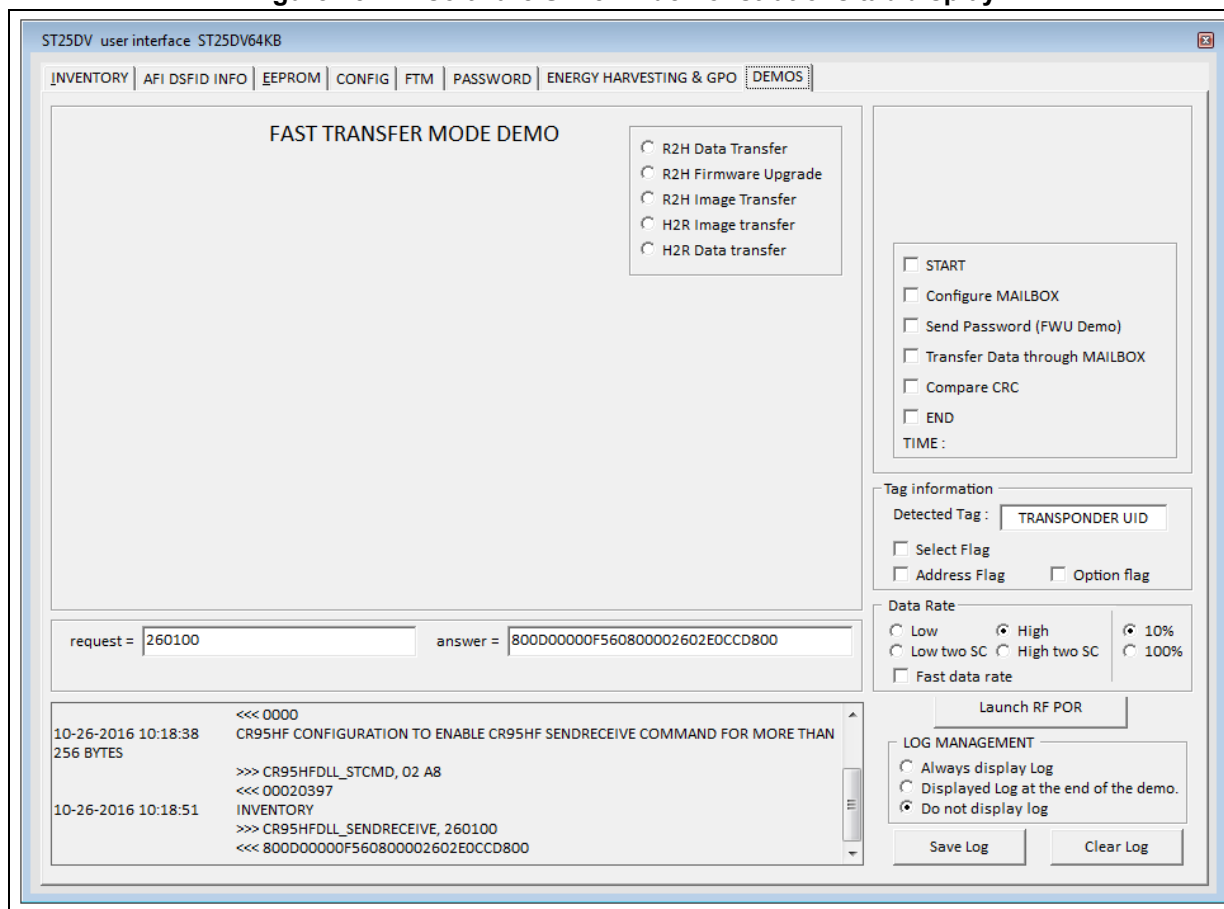 ST25DV user interface ST25DV64KB
INVENTORY AFI DSFID INFO EEPROM CONFIG FTM PASSWORD ENERGY HARVESTING & GPO DEMOS
FAST TRANSFER MODE DEMO
R2H Data Transfer
R2H Firmware Upgrade
R2H Image Transfer
H2R Image transfer
H2R Data transfer
START
Configure MAILBOX
Send Password (FWU Demo)
Transfer Data through MAILBOX
Compare CRC
END
TIME :
Tag information
Detected Tag : TRANSPONDER UID
Select Flag
Address Flag Option flag
Data Rate
Low High 10%
Low two SC High two SC 100%
Fast data rate
request = 260100 answer = 800D00000F560800002602E0CCD800
Launch RF POR
<<< 0000
10-26-2016 10:18:38 CR95HF CONFIGURATION TO ENABLE CR95HF SENDRECEIVE COMMAND FOR MORE THAN
256 BYTES
>>> CR95HFDLL_STCMD, 02 A8
<<< 00020397
10-26-2016 10:18:51 INVENTORY
>>> CR95HFDLL_SENDRECEIVE, 260100
<<< 800D00000F560800002602E0CCD800
LOG MANAGEMENT
Always display Log
Displayed Log at the end of the demo.
Do not display log
Save Log Clear Log